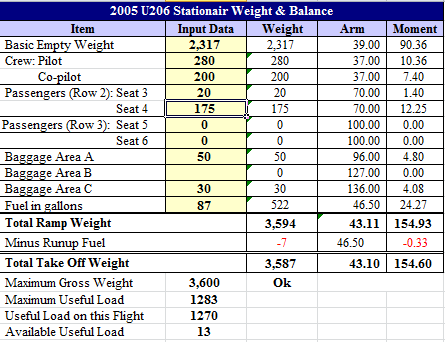 2005 U206 Stationair Weight & Balance
Item Input Data Weight Arm Moment
Basic Empty Weight 2,317 2,317 39.00 90.36
Crew: Pilot 280 280 37.00 10.36
Co-pilot 200 200 37.00 7.40
Passengers (Row 2): Seat 3 20 20 70.00 1.40
Seat 4 175 175 70.00 12.25
Passengers (Row 3): Seat 5 0 0 100.00 0.00
Seat 6 0 0 100.00 0.00
Baggage Area A 50 50 96.00 4.80
Baggage Area B 0 127.00 0.00
Baggage Area C 30 30 136.00 4.08
Fuel in gallons 87 522 46.50 24.27
Total Ramp Weight 3,594 43.11 154.93
Minus Runup Fuel -7 46.50 -0.33
Total Take Off Weight 3,587 43.10 154.60
Maximum Gross Weight 3,600 Ok
Maximum Useful Load 1283
Useful Load on this Flight 1270
Available Useful Load 13